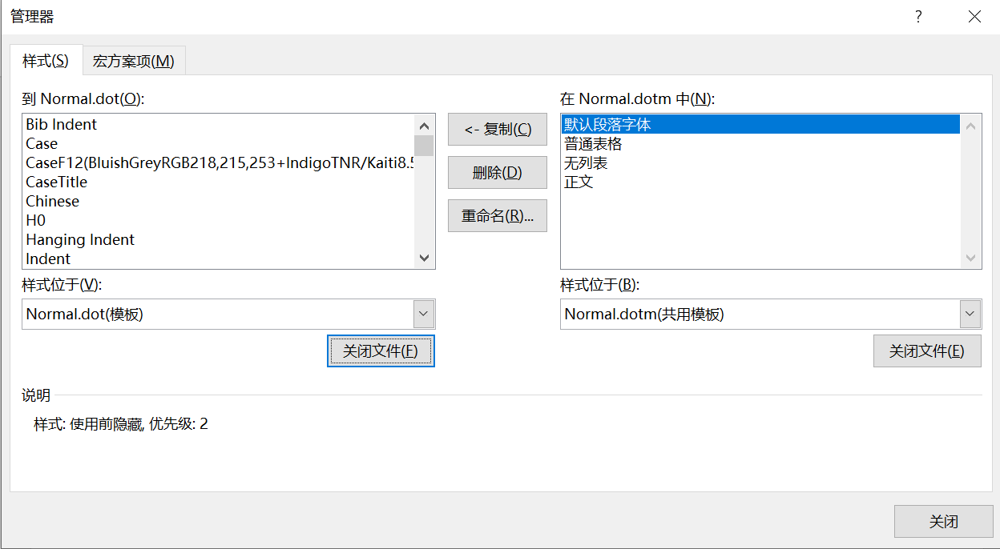 管理器
样式(S)
宏方案项(M)
到 Normal.dot(O):
Bib Indent
Case
CaseF12(BluishGreyRGB218,215,253+IndigoTNR/Kaiti8.5
CaseTitle
Chinese
H0
Hanging Indent
Indent
样式位于(V):
Normal.dot(模板)
关闭文件(F)
<- 复制(C)
删除(D)
重命名(R)...
在 Normal.dotm 中(N):
默认段落字体
普通表格
无列表
正文
样式位于(B):
Normal.dotm(共用模板)
关闭文件(E)
说明
样式: 使用前隐藏, 优先级: 2
关闭